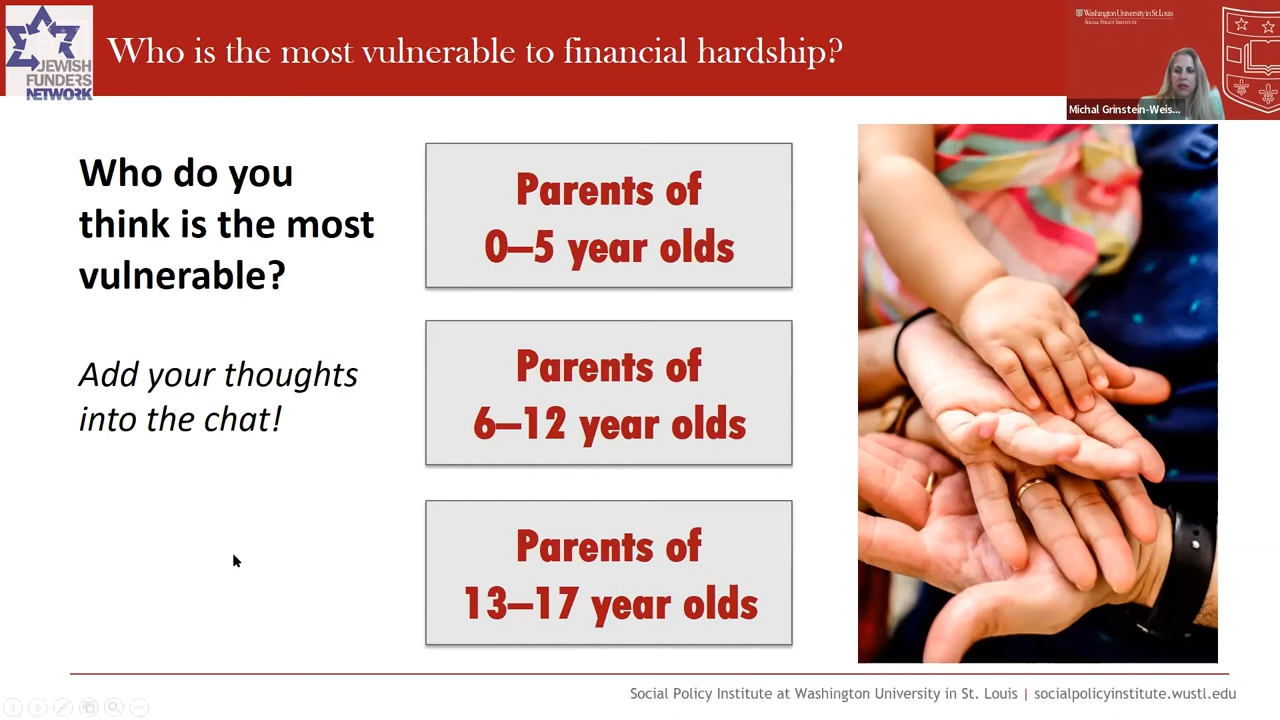 JEWISH
FUNDERS
NETWORK
Who is the most vulnerable to financial hardship?
Washington University in St. Louis
SOCIAL POLICY INSTITUTE
Michal Grinstein-Weis...
Who do you
think is the most
vulnerable?
Add your thoughts
into the chat!
Parents of
0–5 year olds
Parents of
6–12 year olds
Parents of
13–17 year olds
Social Policy Institute at Washington University in St. Louis | socialpolicyinstitute.wustl.edu